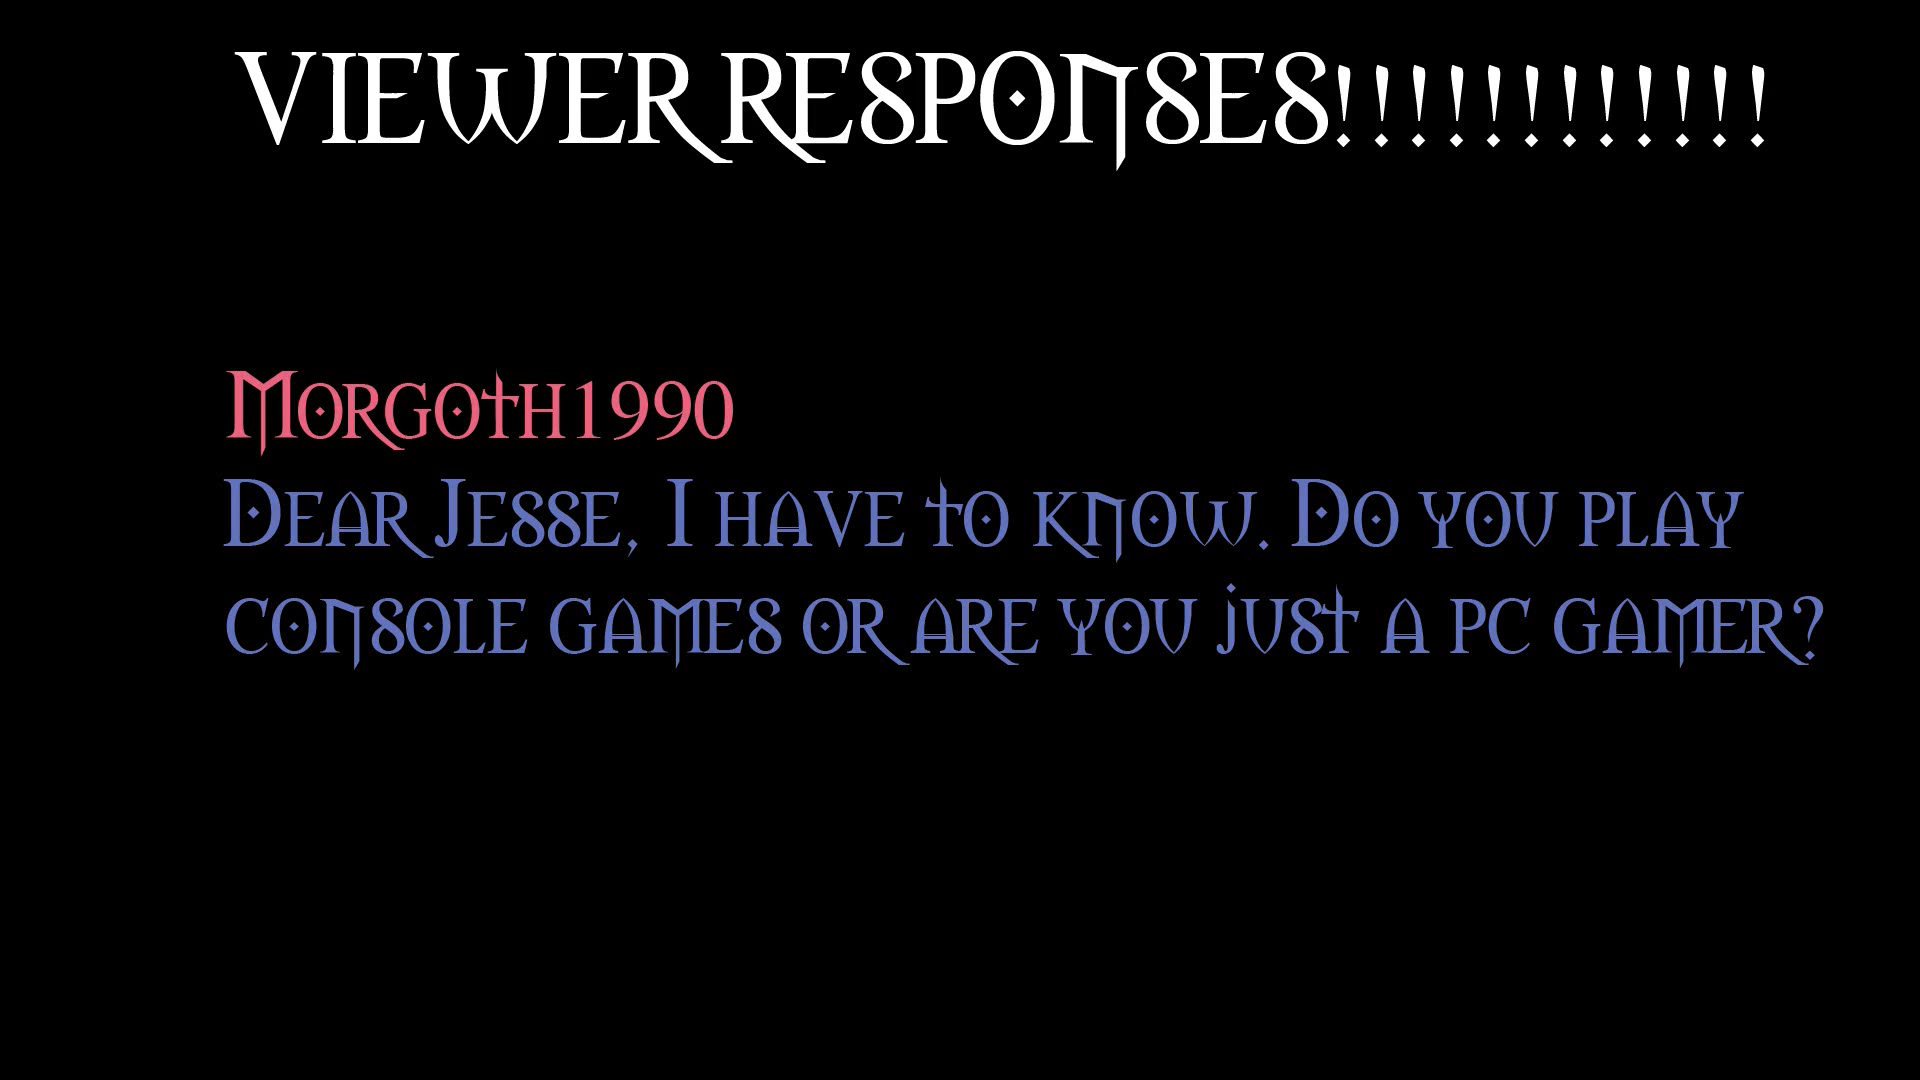 VIEWER RESPONSES!!!!!!!!!!!!
Morgoth1990
Dear Jesse, I have to know. Do you play
console games or are you just a pc gamer?